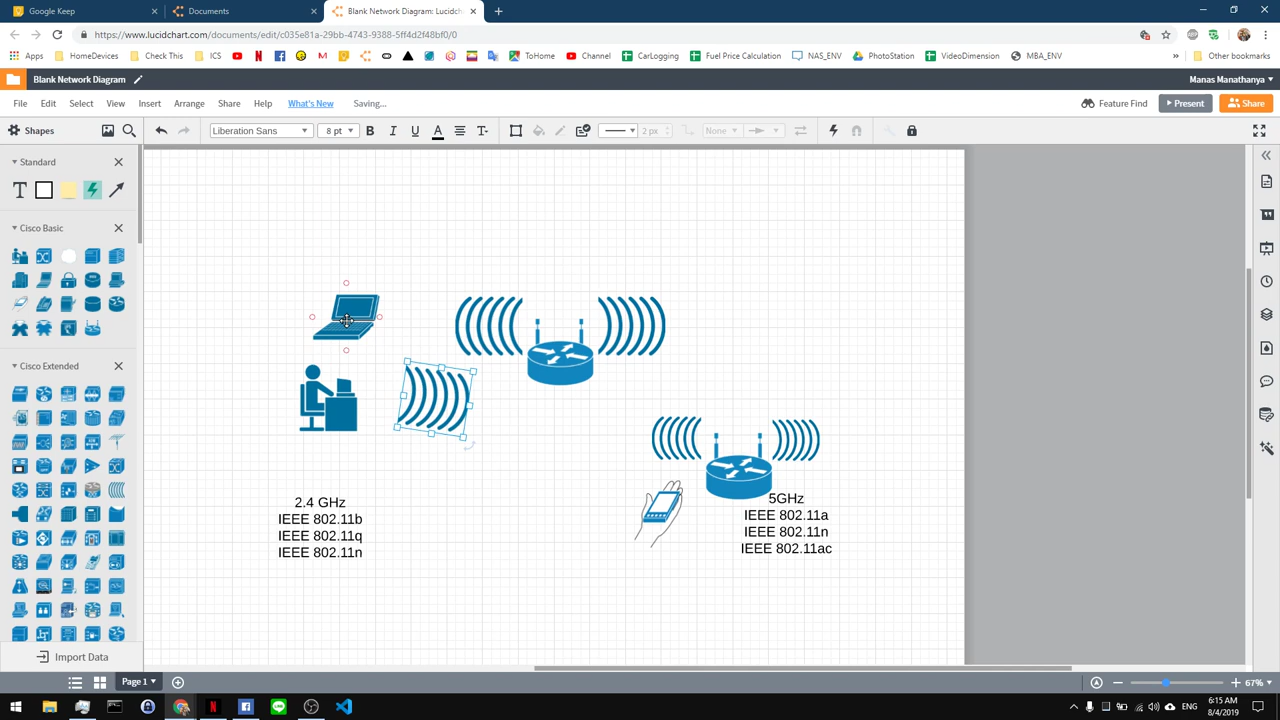 Google Keep
Documents
Blank Network Diagram: Lucidch
https://www.lucidchart.com/documents/edit/c035e81a-29bb-4743-9388-5ff4d2f48bf0/0
Apps
HomeDevices
Check This
ICS
ToHome
Channel
CarLogging
Fuel Price Calculation
NAS_ENV
PhotoStation
VideoDimension
MBA_ENV
»
Other bookmarks
Blank Network Diagram
Manas Manathanya
File
Edit
Select
View
Insert
Arrange
Share
Help
What's New
Saving...
Feature Find
Present
Share
Shapes
Liberation Sans
8 pt
B
I
U
A
T
2 px
None
Standard
T
Cisco Basic
Cisco Extended
2.4 GHz
IEEE 802.11b
IEEE 802.11q
IEEE 802.11n
5GHz
IEEE 802.11a
IEEE 802.11n
IEEE 802.11ac
Import Data
Page 1
67%
ENG
6:15 AM
8/4/2019